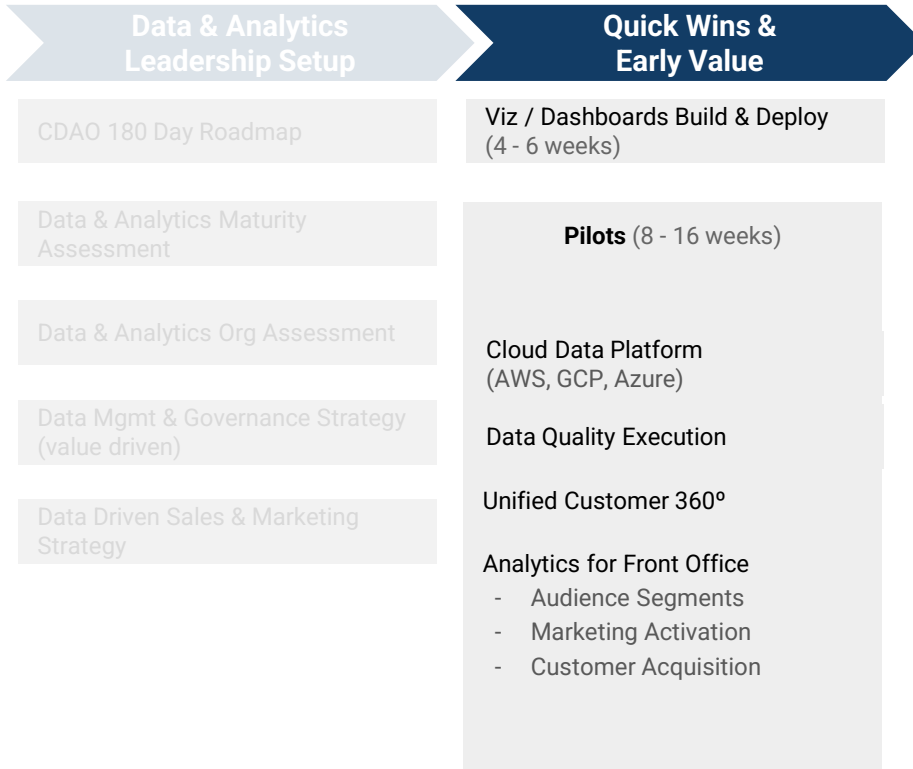 Data & Analytics
Leadership Setup
CDAO 180 Day Roadmap
Data & Analytics Maturity
Assessment
Data & Analytics Org Assessment
Data Mgmt & Governance Strategy
(value driven)
Data Driven Sales & Marketing
Strategy
Quick Wins &
Early Value
Viz / Dashboards Build & Deploy
(4 - 6 weeks)
Pilots (8 - 16 weeks)
Cloud Data Platform
(AWS, GCP, Azure)
Data Quality Execution
Unified Customer 360º
Analytics for Front Office
- Audience Segments
- Marketing Activation
- Customer Acquisition